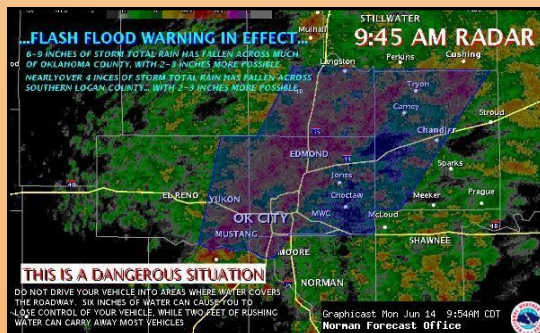 STILLWATER
...FLASH FLOOD WARNING IN EFFECT...
Mulhall
9:45 AM RADAR
6-9 INCHES OF STORM TOTAL RAIN HAS FALLEN ACROSS MUCH
OF OKLAHOMA COUNTY, WITH 2-3 INCHES MORE POSSIBLE
Langston
Perkins
Cushing
NEARLYOVER 4 INCES OF STORM TOTAL RAIN HAS FALLEN ACROSS
SOUTHERN LOGAN COUNTY... WITH 2-3 INCHES MORE POSSIBLE
Tryon
Carney
Stroud
Chandler
EDMOND
Sparks
EL RENO
YUKON
Jones
Choctaw
Meeker
Prague
OK CITY
MWC
McLoud
MUSTANG
SHAWNEE
MOORE
THIS IS A DANGEROUS SITUATION
NORMAN
DO NOT DRIVE YOUR VEHICLE INTO AREAS WHERE WATER COVERS
THE ROADWAY. SIX INCHES OF WATER CAN CAUSE YOU TO
LOSE CONTROL OF YOUR VEHICLE, WHILE TWO FEET OF RUSHING
WATER CAN CARRY AWAY MOST VEHICLES
Graphicast Mon Jun 14 9:54AM CDT
Norman Forecast Office